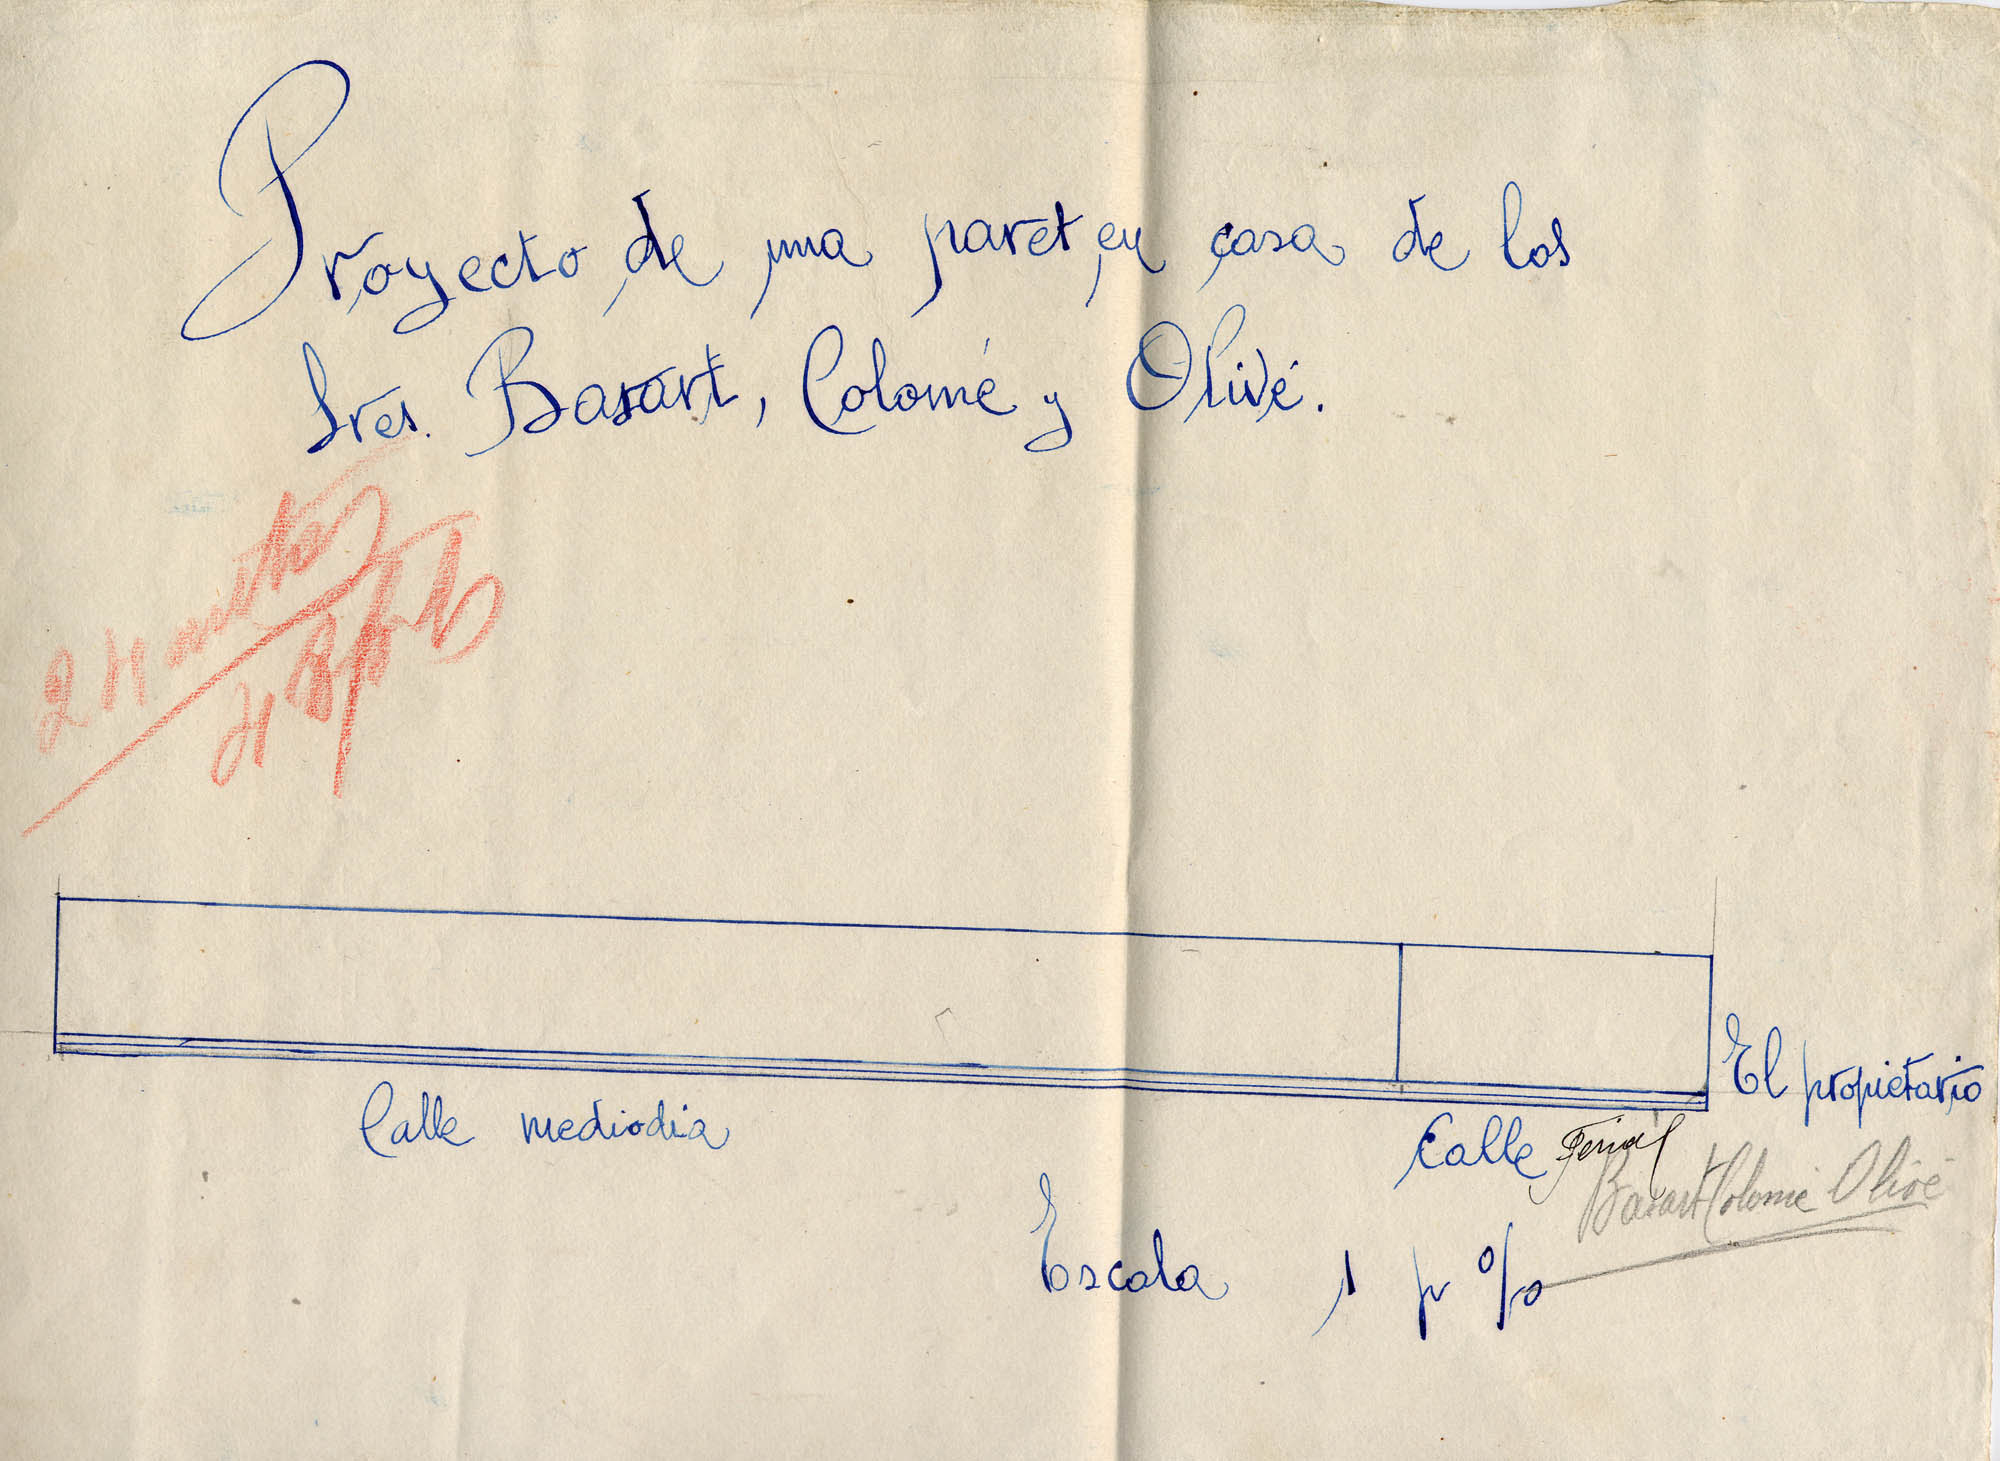 Proyecto de una paret en casa de los
Sres. Basart, Colomé y Olivé.
Calle mediodia
Calle Ferial
El propietario
Basart Colomé Olivé
Escala 1 p %